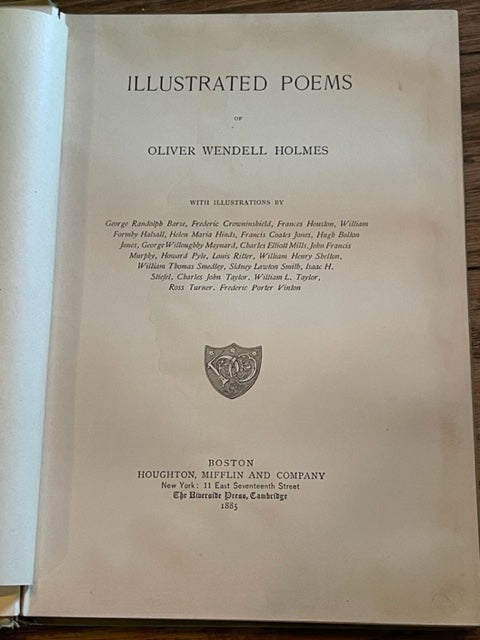 ILLUSTRATED POEMS
OF
OLIVER WENDELL HOLMES
WITH ILLUSTRATIONS BY
George Randolph Barse, Frederic Crowninshield, Frances Houston, William
Formby Halsall, Helen Maria Hinds, Francis Coates Jones, Hugh Bolton
Jones, George Willoughby Maynard, Charles Elliott Mills, John Francis
Murphy, Howard Pyle, Louis Ritter, William Henry Shelton,
William Thomas Smedley, Sidney Lawton Smith, Isaac H.
Stiefel, Charles John Taylor, William L. Taylor,
Ross Turner, Frederic Porter Vinton
BOSTON
HOUGHTON, MIFFLIN AND COMPANY
New York: 11 East Seventeenth Street
The Riverside Press, Cambridge
1885